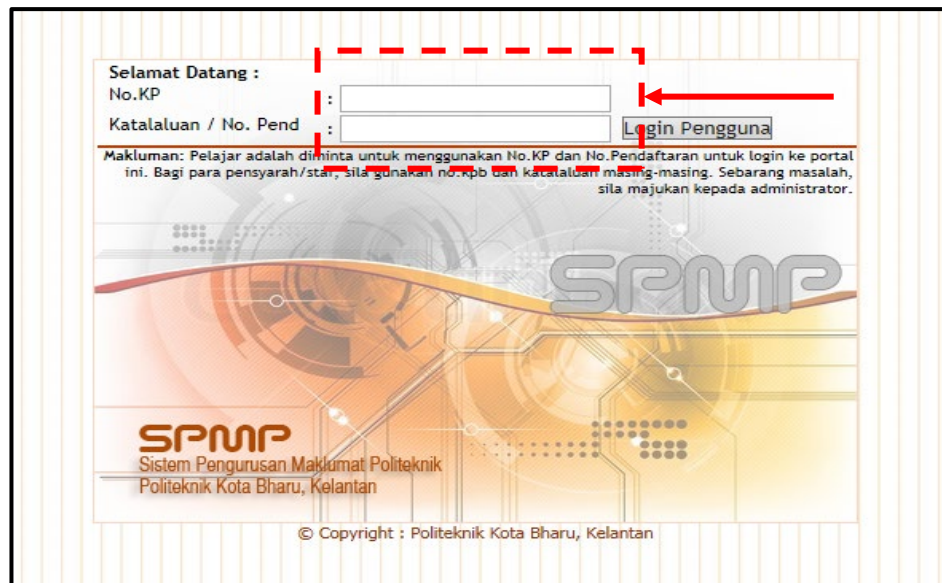 Selamat Datang :
No.KP :
Katalaluan / No. Pend : Login Pengguna
Makluman: Pelajar adalah diminta untuk menggunakan No.KP dan No.Pendaftaran untuk login ke portal
ini. Bagi para pensyarah/staf, sila gunakan no.kpb dan katalaluan masing-masing. Sebarang masalah,
sila majukan kepada administrator.
SPMP
SPMP
Sistem Pengurusan Maklumat Politeknik
Politeknik Kota Bharu, Kelantan
© Copyright : Politeknik Kota Bharu, Kelantan